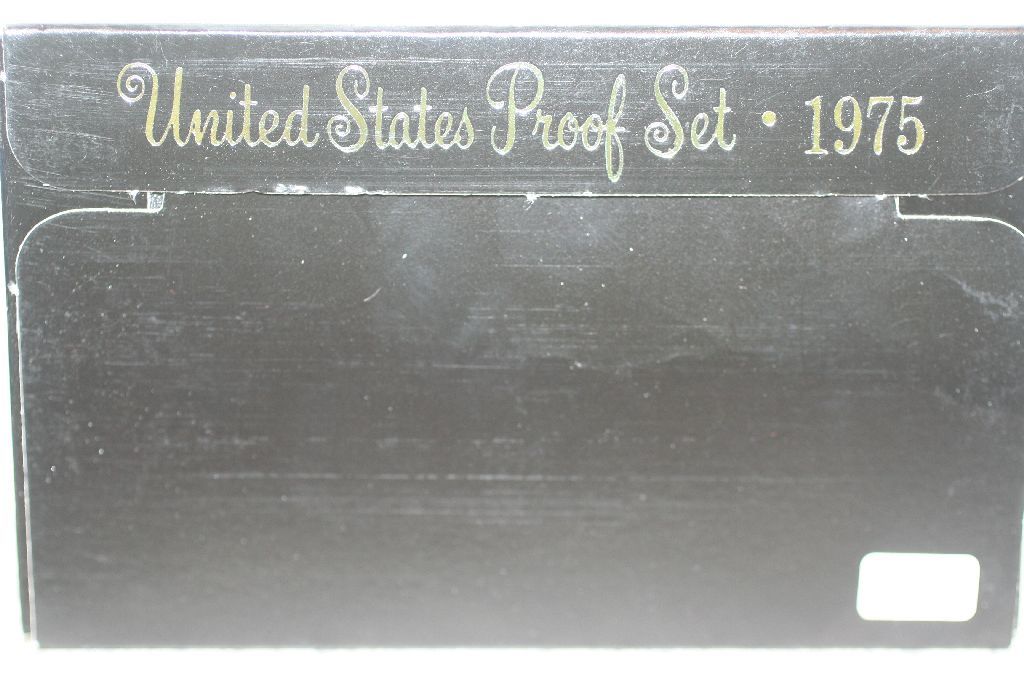 United States Proof Set • 1975